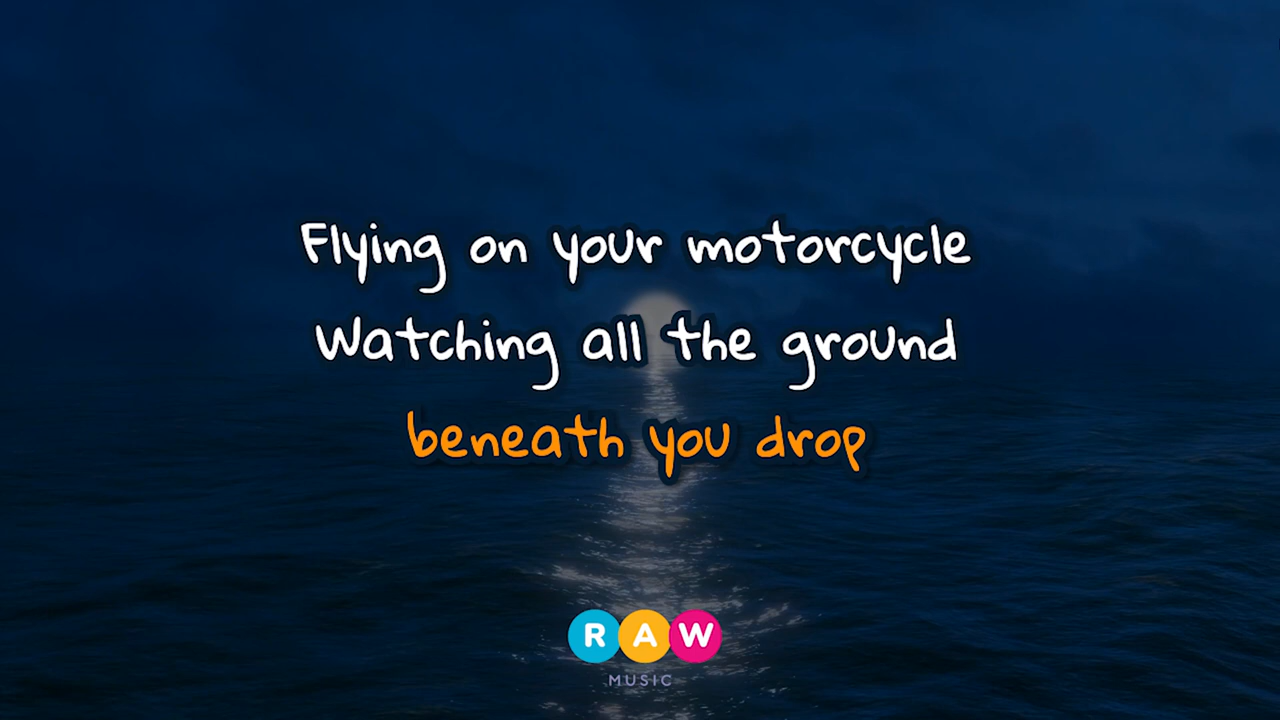 Flying on your motorcycle
Watching all the ground
beneath you drop
RAW
MUSIC